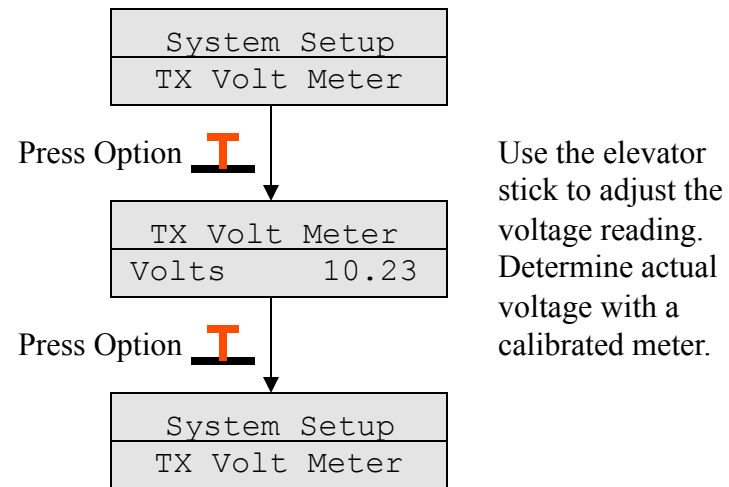 System Setup
TX Volt Meter
Press Option
TX Volt Meter
Volts 10.23
Press Option
System Setup
TX Volt Meter
Use the elevator
stick to adjust the
voltage reading.
Determine actual
voltage with a
calibrated meter.